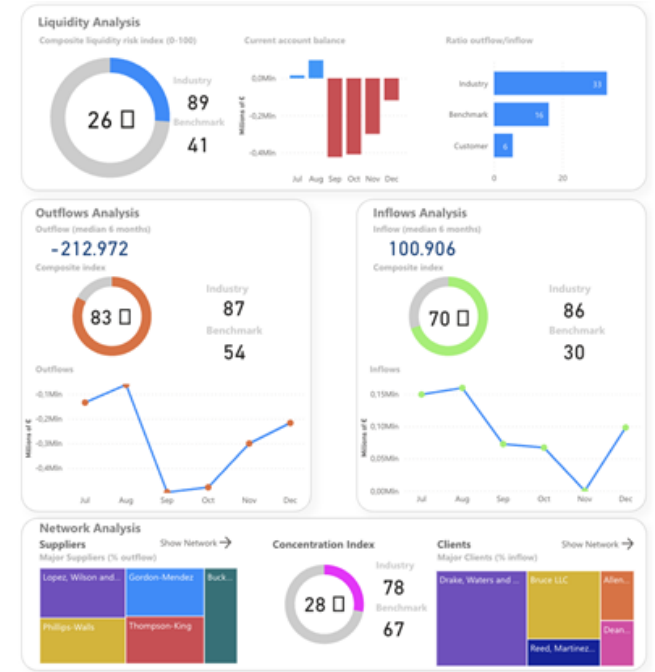 Liquidity Analysis
Composite liquidity risk index (0-100)
26
Industry
89
Benchmark
41
Current account balance
Millions of €
0,0Mln
-0,2Mln
-0,4Mln
Jul Aug Sep Oct Nov Dec
Ratio outflow/inflow
Industry 33
Benchmark 16
Customer 6
0 20
Outflows Analysis
Outflow (median 6 months)
-212.972
Composite index
83
Industry
87
Benchmark
54
Outflows
Millions of €
-0,1Mln
-0,2Mln
-0,3Mln
-0,4Mln
Jul Aug Sep Oct Nov Dec
Inflows Analysis
Inflow (median 6 months)
100.906
Composite index
70
Industry
86
Benchmark
30
Inflows
Millions of €
0,15Mln
0,10Mln
0,05Mln
0,00Mln
Jul Aug Sep Oct Nov Dec
Network Analysis
Suppliers
Show Network →
Major Suppliers (% outflow)
Lopez, Wilson and...
Gordon-Mendez
Buck...
Phillips-Walls
Thompson-King
Concentration Index
28
Industry
78
Benchmark
67
Clients
Show Network →
Major Clients (% inflow)
Drake, Waters and ...
Bruce LLC
Allen...
Reed, Martinez...
Dean...